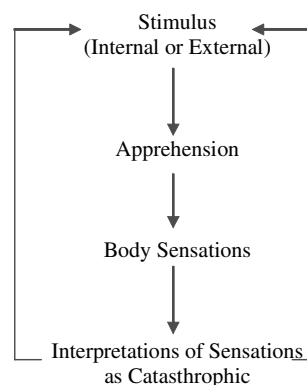 Stimulus
(Internal or External)
Apprehension
Body Sensations
Interpretations of Sensations
as Catasthrophic